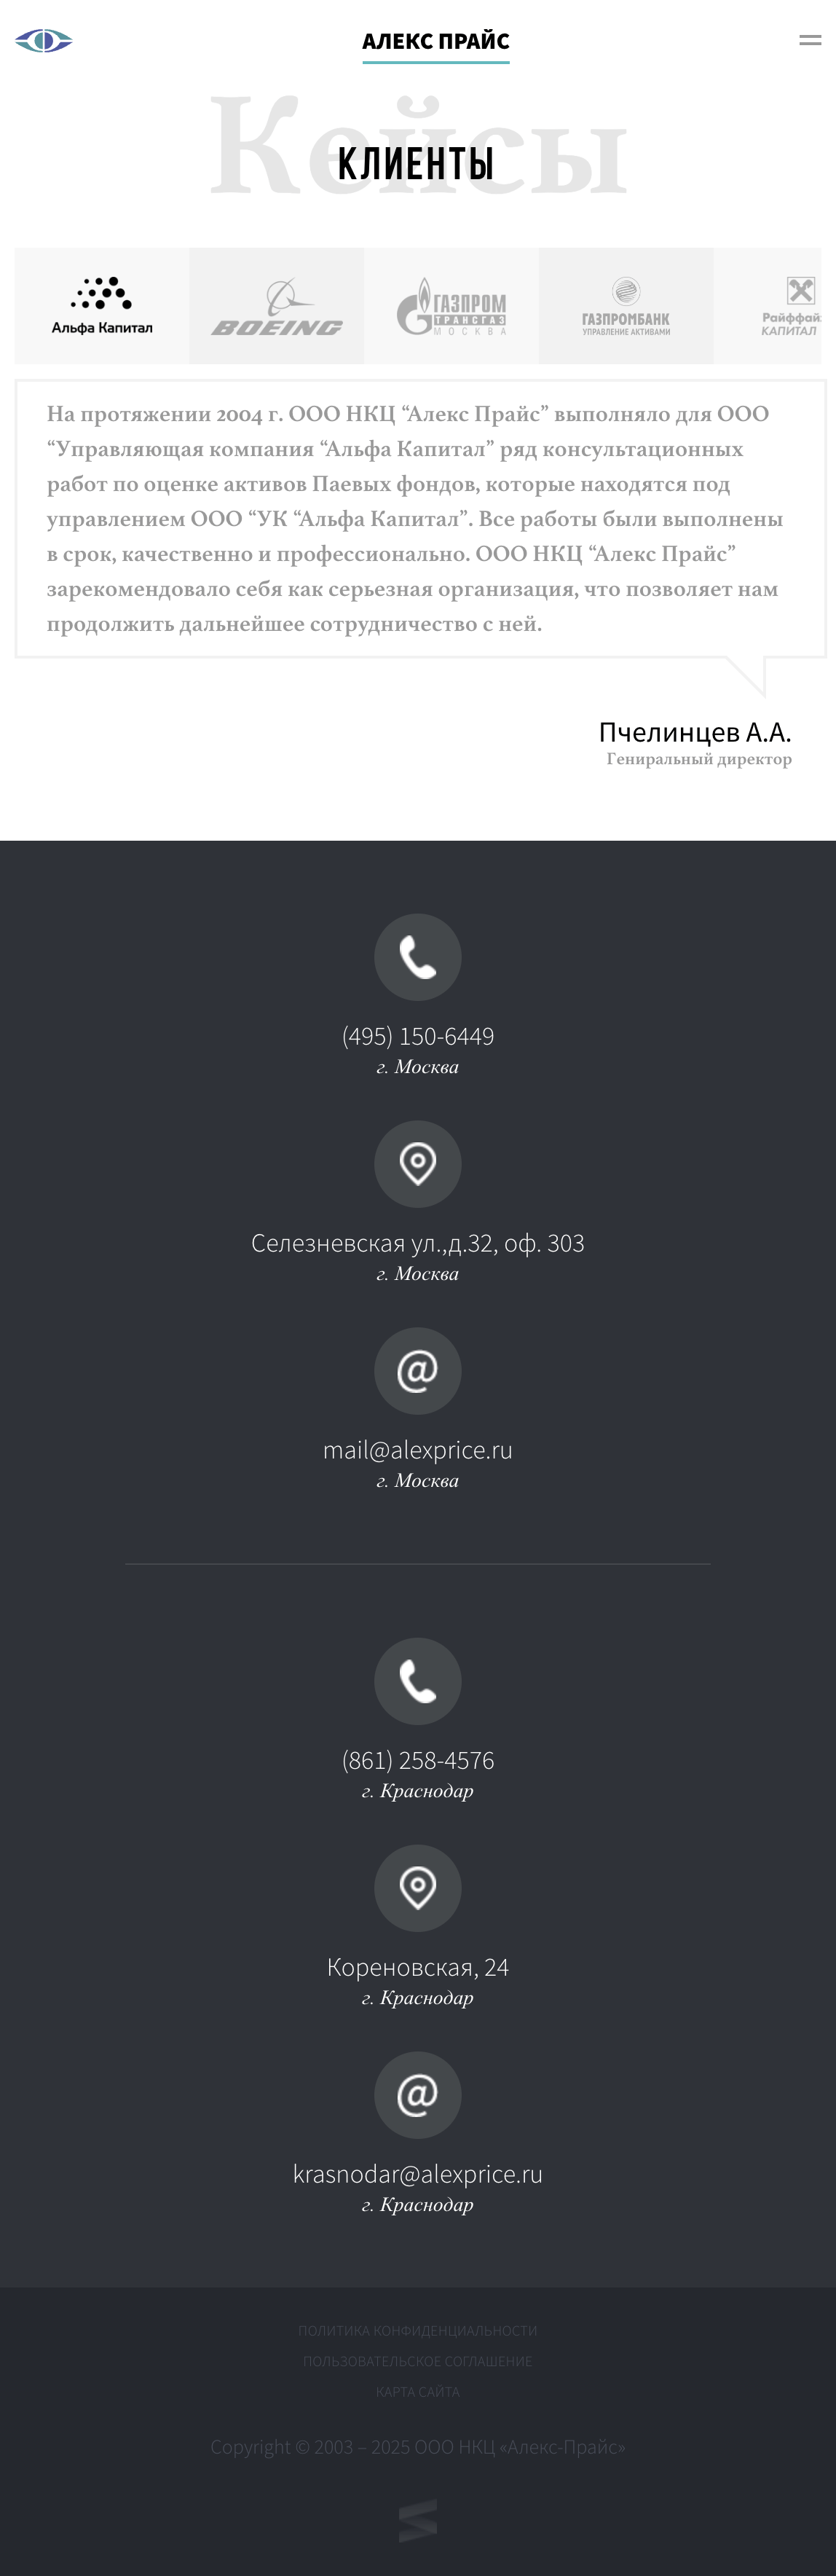 АЛЕКС ПРАЙС
Кейсы
КЛИЕНТЫ
Альфа Капитал
BOEING
ГАЗПРОМ
ТРАНСГАЗ
МОСКВА
ГАЗПРОМБАНК
УПРАВЛЕНИЕ АКТИВАМИ
КАПИТАЛ
На протяжении 2004 г. ООО НКЦ “Алекс Прайс” выполняло для ООО
“Управляющая компания “Альфа Капитал” ряд консультационных
работ по оценке активов Паевых фондов, которые находятся под
управлением ООО “УК “Альфа Капитал”. Все работы были выполнены
в срок, качественно и профессионально. ООО НКЦ “Алекс Прайс”
зарекомендовало себя как серьезная организация, что позволяет нам
продолжить дальнейшее сотрудничество с ней.
Пчелинцев А.А.
Гениральный директор
(495) 150-6449
г. Москва
Селезневская ул.,д.32, оф. 303
г. Москва
mail@alexprice.ru
г. Москва
(861) 258-4576
г. Краснодар
Кореновская, 24
г. Краснодар
krasnodar@alexprice.ru
г. Краснодар
ПОЛИТИКА КОНФИДЕНЦИАЛЬНОСТИ
ПОЛЬЗОВАТЕЛЬСКОЕ СОГЛАШЕНИЕ
КАРТА САЙТА
Copyright © 2003 – 2025 ООО НКЦ «Алекс-Прайс»